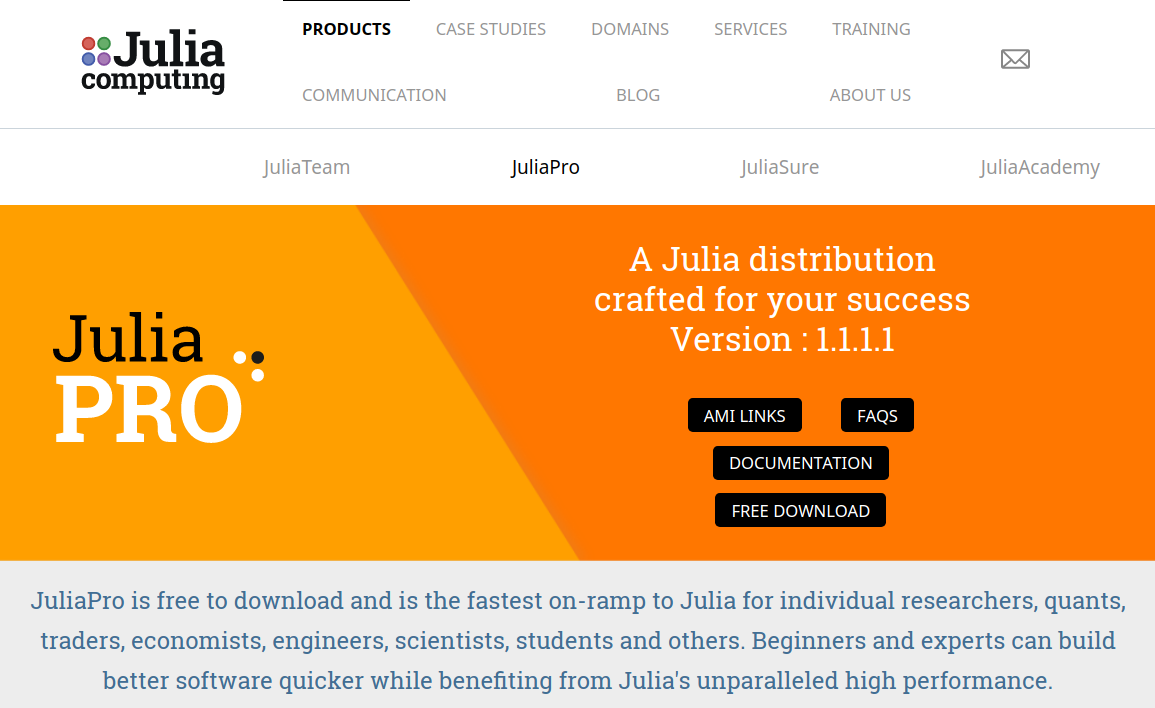 Julia
computing
PRODUCTS CASE STUDIES DOMAINS SERVICES TRAINING
COMMUNICATION BLOG ABOUT US
JuliaTeam JuliaPro JuliaSure JuliaAcademy
Julia
PRO
A Julia distribution
crafted for your success
Version : 1.1.1.1
AMI LINKS FAQS
DOCUMENTATION
FREE DOWNLOAD
JuliaPro is free to download and is the fastest on-ramp to Julia for individual researchers, quants,
traders, economists, engineers, scientists, students and others. Beginners and experts can build
better software quicker while benefiting from Julia's unparalleled high performance.